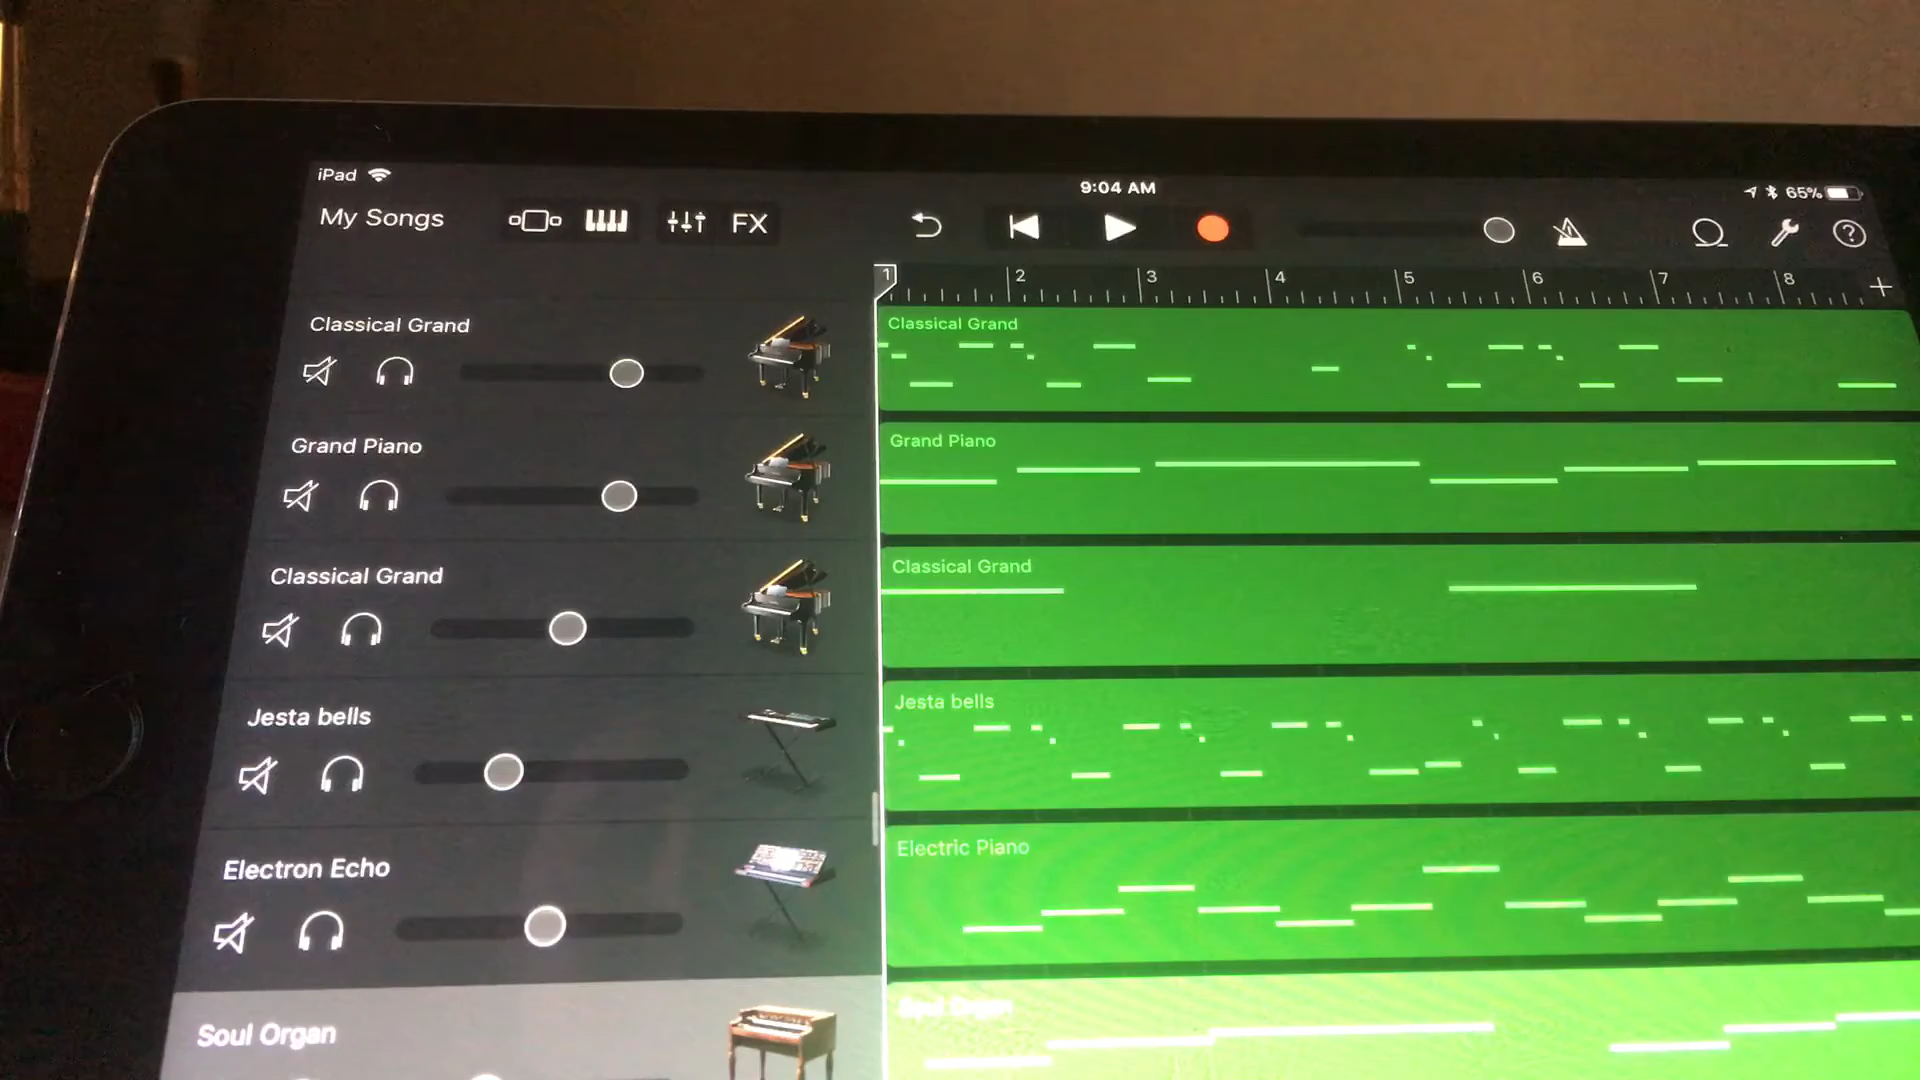 iPad
9:04 AM
65%
My Songs
FX
1 2 3 4 5 6 7 8 +
Classical Grand
Classical Grand
Grand Piano
Grand Piano
Classical Grand
Classical Grand
Jesta bells
Jesta bells
Electron Echo
Electric Piano
Soul Organ
Soul Organ